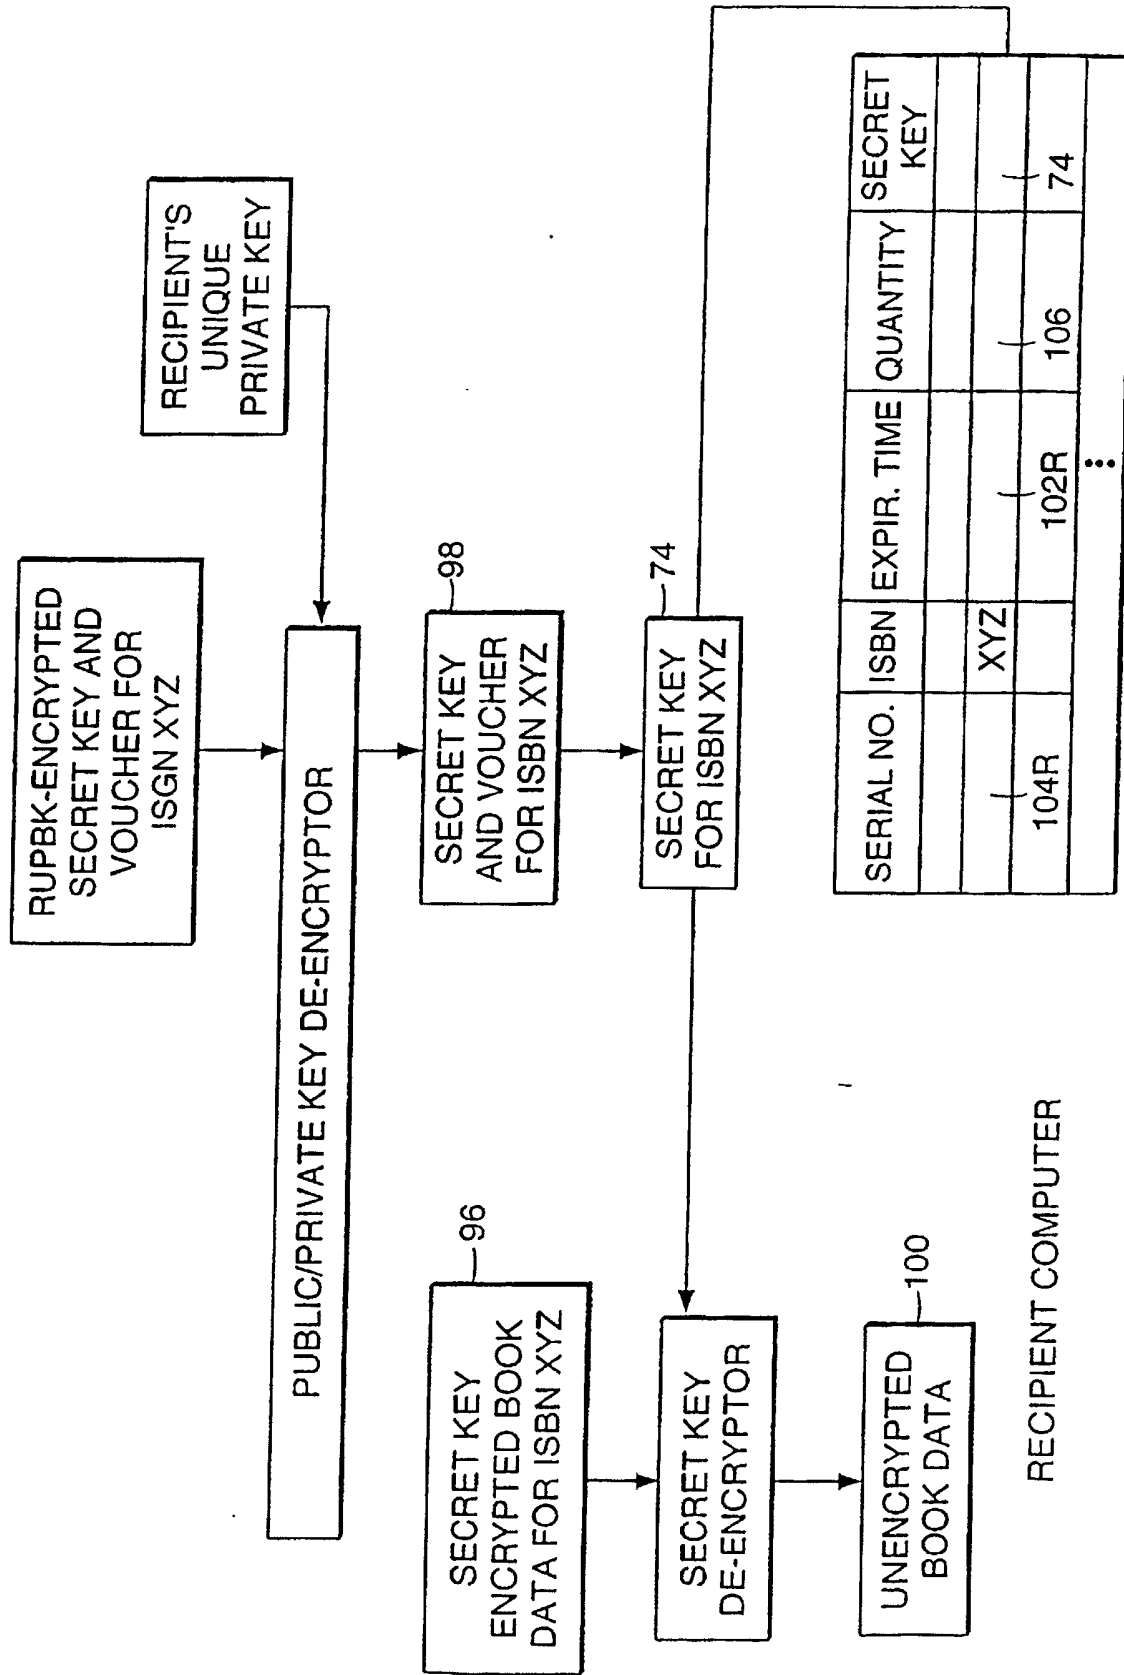 RUPBK-ENCRYPTED
SECRET KEY AND
VOUCHER FOR
ISGN XYZ
RECIPIENT'S
UNIQUE
PRIVATE KEY
PUBLIC/PRIVATE KEY DE-ENCRYPTOR
SECRET KEY
AND VOUCHER
FOR ISBN XYZ
98
SECRET KEY
ENCRYPTED BOOK
DATA FOR ISBN XYZ
96
SECRET KEY
FOR ISBN XYZ
74
SECRET KEY
DE-ENCRYPTOR
UNENCRYPTED
BOOK DATA
100
SERIAL NO. ISBN EXPIR. TIME QUANTITY SECRET KEY
XYZ
104R 102R 106 74
RECIPIENT COMPUTER